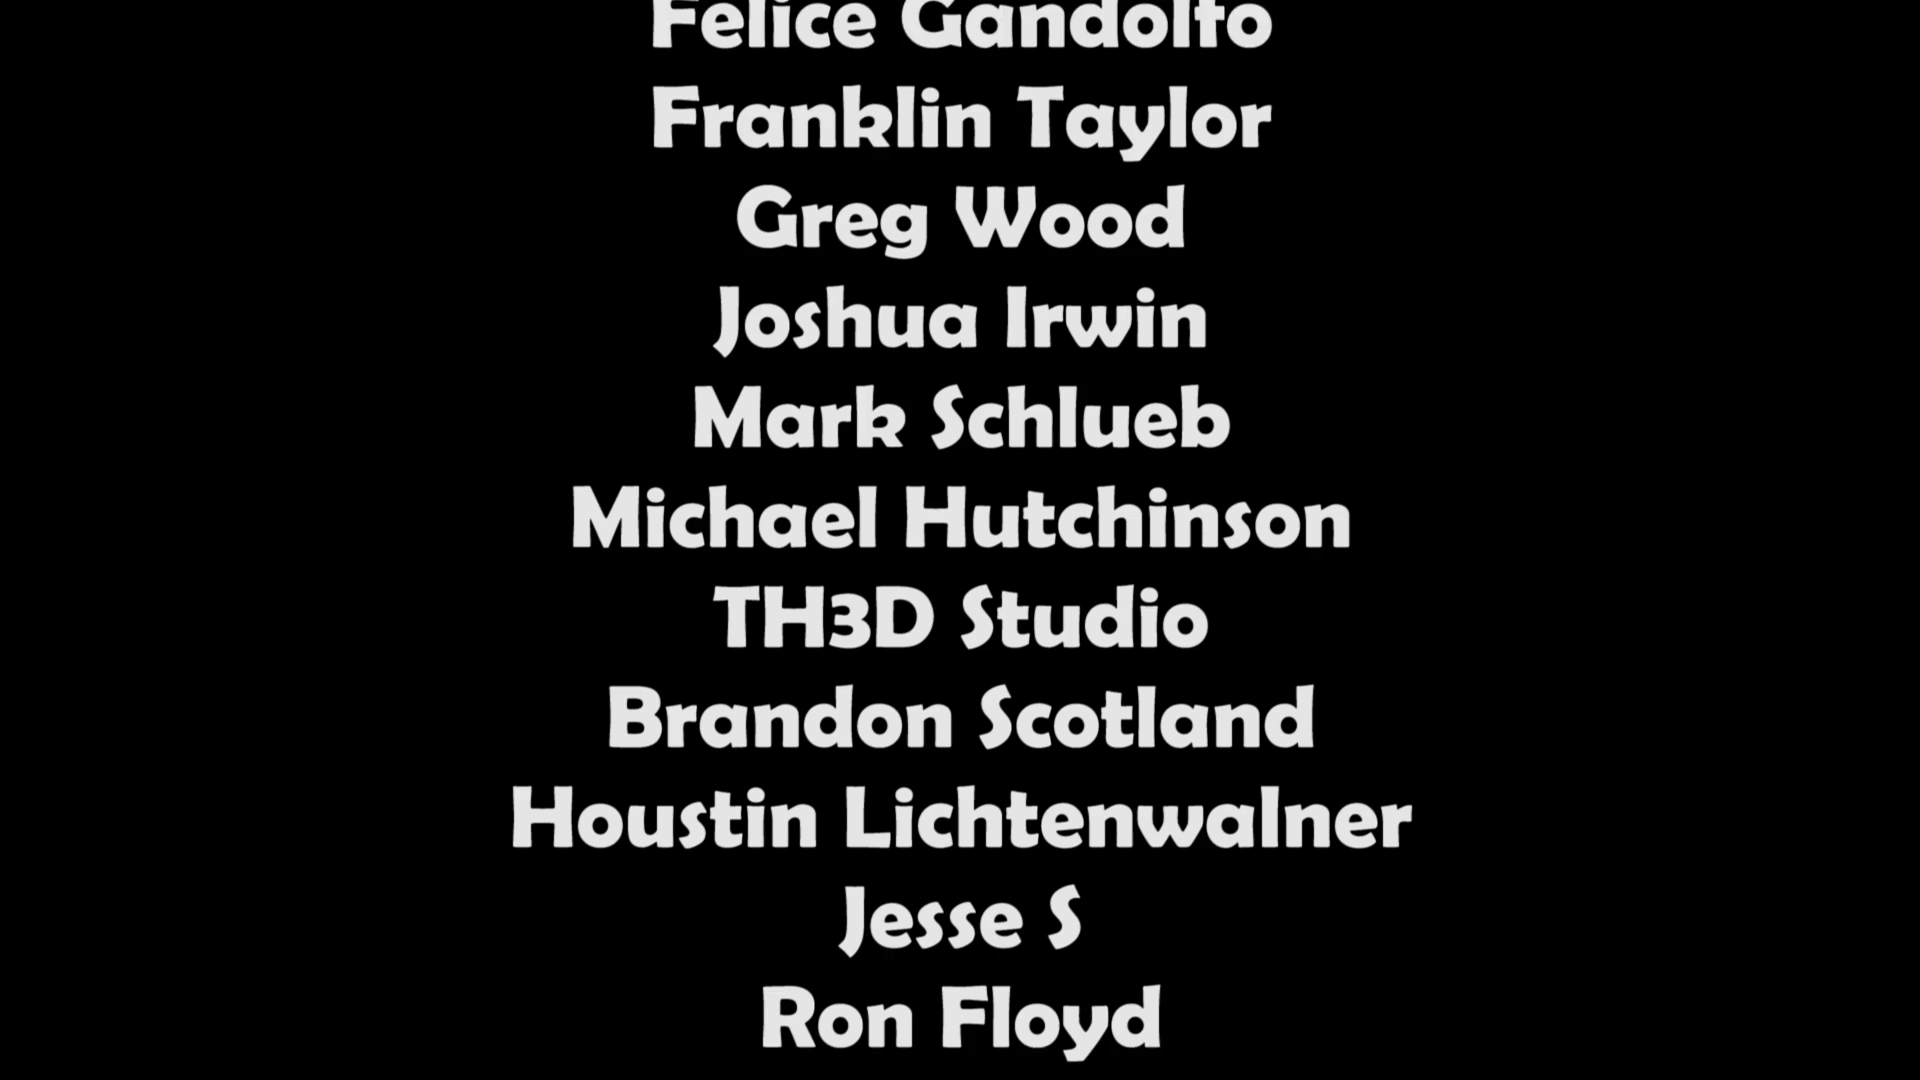 Felice Gandolfo
Franklin Taylor
Greg Wood
Joshua Irwin
Mark Schlueb
Michael Hutchinson
TH3D Studio
Brandon Scotland
Houstin Lichtenwalner
Jesse S
Ron Floyd